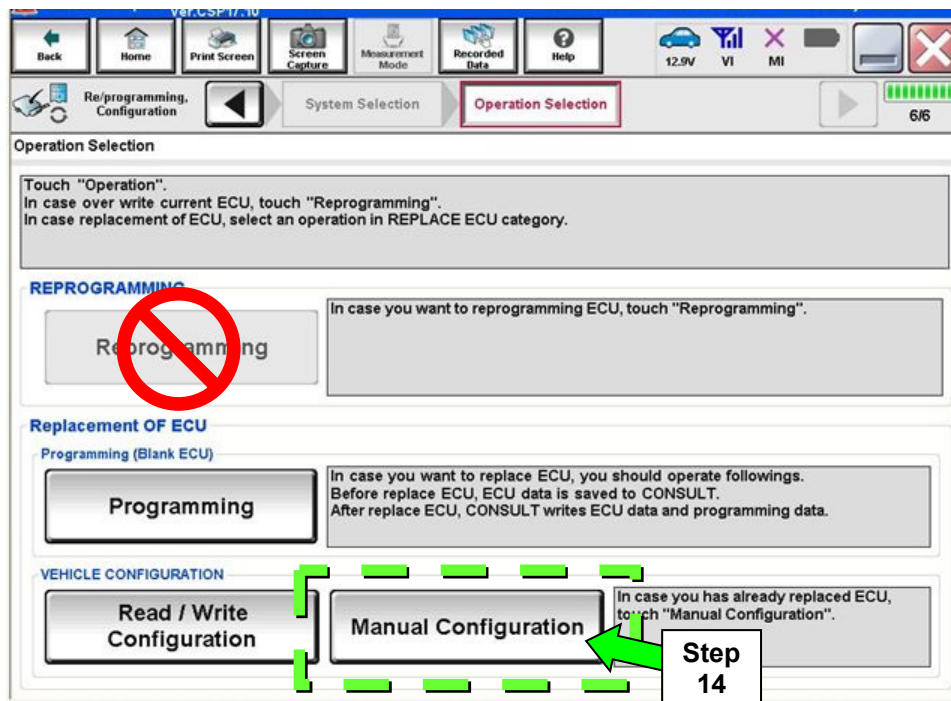 Ver.CSP17.10
Back
Home
Print Screen
Screen
Capture
Measurement
Mode
Recorded
Data
Help
12.9V
VI
MI
Re/programming,
Configuration
System Selection
Operation Selection
6/6
Operation Selection
Touch "Operation".
In case over write current ECU, touch "Reprogramming".
In case replacement of ECU, select an operation in REPLACE ECU category.
REPROGRAMMING
Reprogramming
In case you want to reprogramming ECU, touch "Reprogramming".
Replacement OF ECU
Programming (Blank ECU)
Programming
In case you want to replace ECU, you should operate followings.
Before replace ECU, ECU data is saved to CONSULT.
After replace ECU, CONSULT writes ECU data and programming data.
VEHICLE CONFIGURATION
Read / Write
Configuration
Manual Configuration
In case you has already replaced ECU,
touch "Manual Configuration".
Step
14